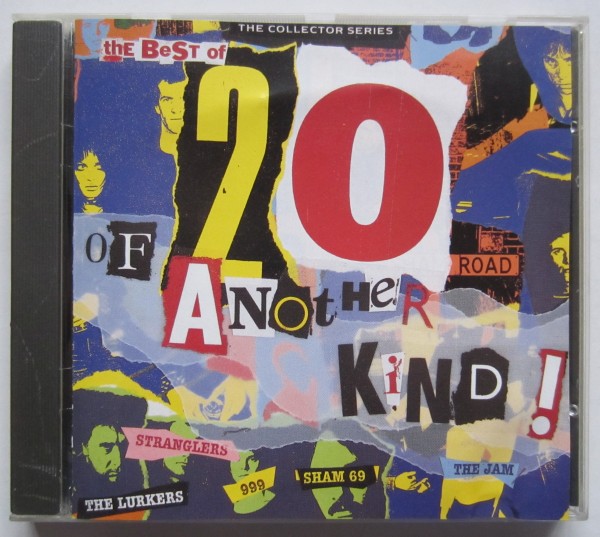 THE COLLECTOR SERIES
thE BeST of
20
OF ANotHeR
ROAD
KiND!
STRANGLERS
THE LURKERS
999
SHAM 69
THE JAM